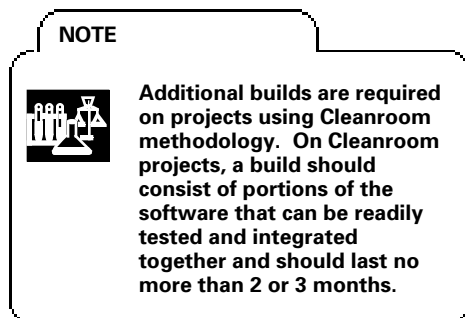 NOTE
Additional builds are required
on projects using Cleanroom
methodology.  On Cleanroom
projects, a build should
consist of portions of the
software that can be readily
tested and integrated
together and should last no
more than 2 or 3 months.